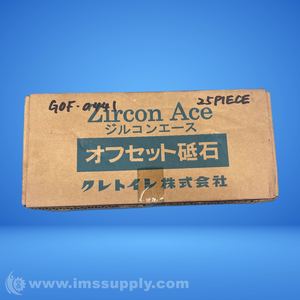 GOF-0441 25PIECE
Zircon Ace
ジルコンエース
オフセット砥石
クレトイシ株式会社
© www.imssupply.com